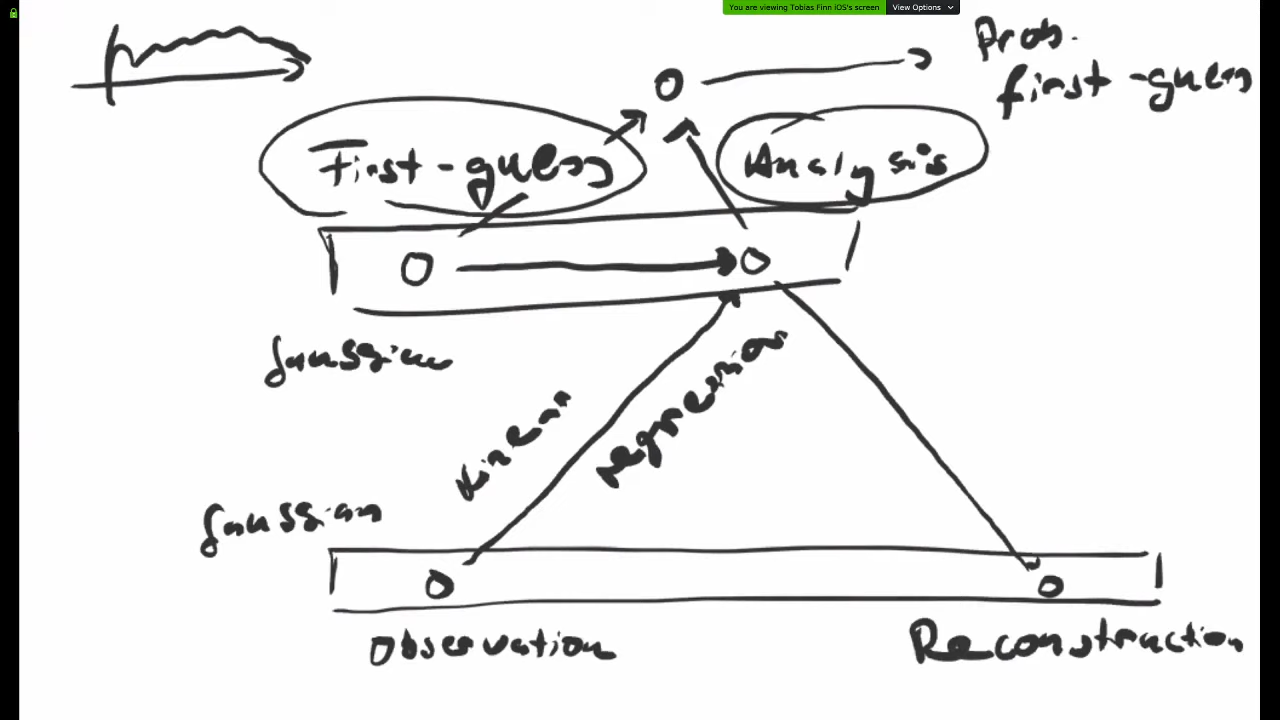 You are viewing Tobias Finn iOS's screen
View Options
Prob.
first-guess
First-guess
Analysis
Gaussian
linear
regression
Gaussian
Observation
Reconstruction